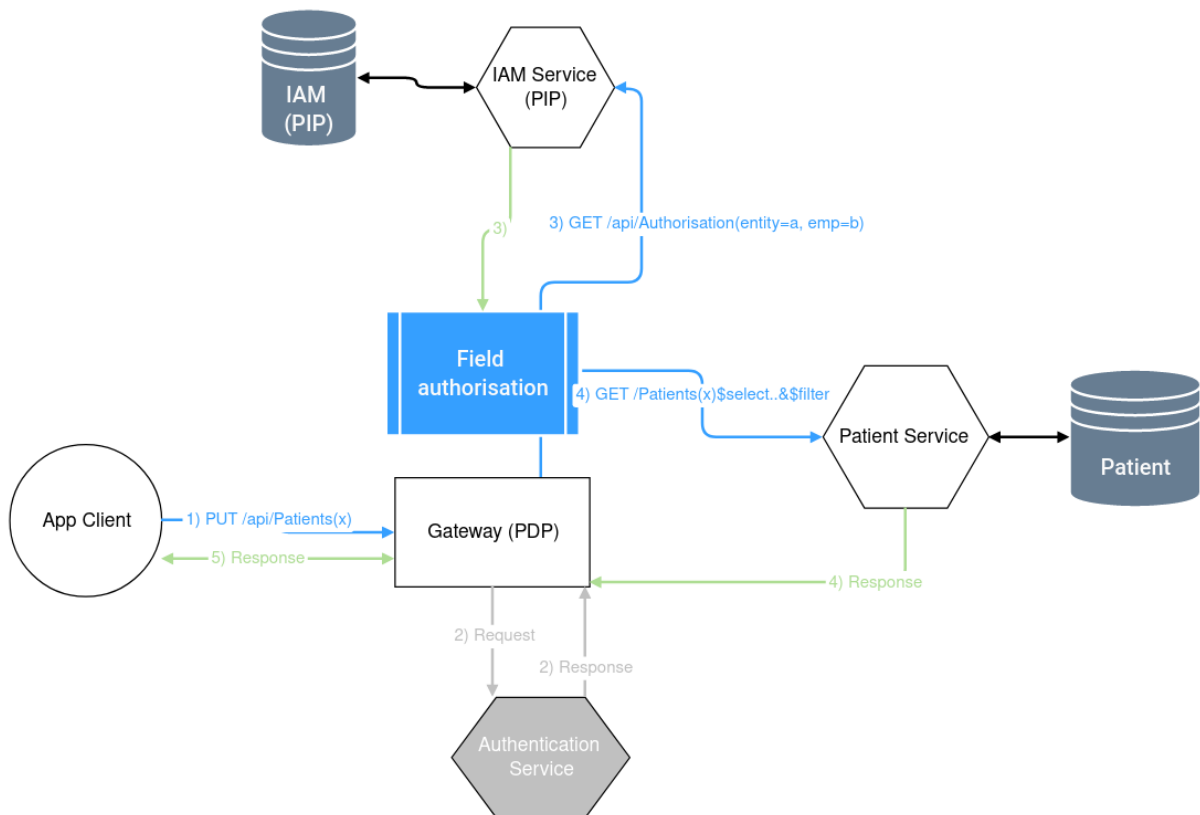 IAM
(PIP)
IAM Service
(PIP)
3)
3) GET /api/Authorisation(entity=a, emp=b)
Field
authorisation
4) GET /Patients(x)$select..&$filter
Patient Service
Patient
App Client
1) PUT /api/Patients(x)
Gateway (PDP)
5) Response
4) Response
2) Request
2) Response
Authentication
Service